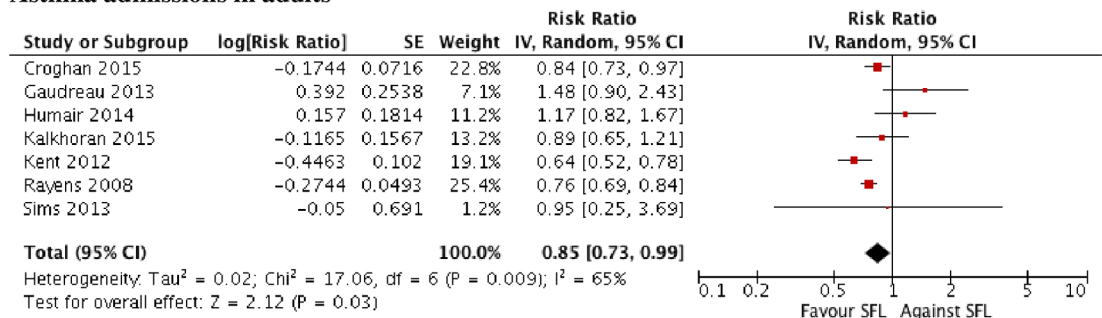 Asthma admissions in adults
Risk Ratio Risk Ratio
Study or Subgroup log[Risk Ratio] SE Weight IV, Random, 95% CI IV, Random, 95% CI
Croghan 2015 −0.1744 0.0716 22.8% 0.84 [0.73, 0.97]
Gaudreau 2013 0.392 0.2538 7.1% 1.48 [0.90, 2.43]
Humair 2014 0.157 0.1814 11.2% 1.17 [0.82, 1.67]
Kalkhoran 2015 −0.1165 0.1567 13.2% 0.89 [0.65, 1.21]
Kent 2012 −0.4463 0.102 19.1% 0.64 [0.52, 0.78]
Rayens 2008 −0.2744 0.0493 25.4% 0.76 [0.69, 0.84]
Sims 2013 −0.05 0.691 1.2% 0.95 [0.25, 3.69]
Total (95% CI) 100.0% 0.85 [0.73, 0.99]
Heterogeneity: Tau² = 0.02; Chi² = 17.06, df = 6 (P = 0.009); I² = 65%
Test for overall effect: Z = 2.12 (P = 0.03)
0.1 0.2 0.5 1 2 5 10
Favour SFL Against SFL